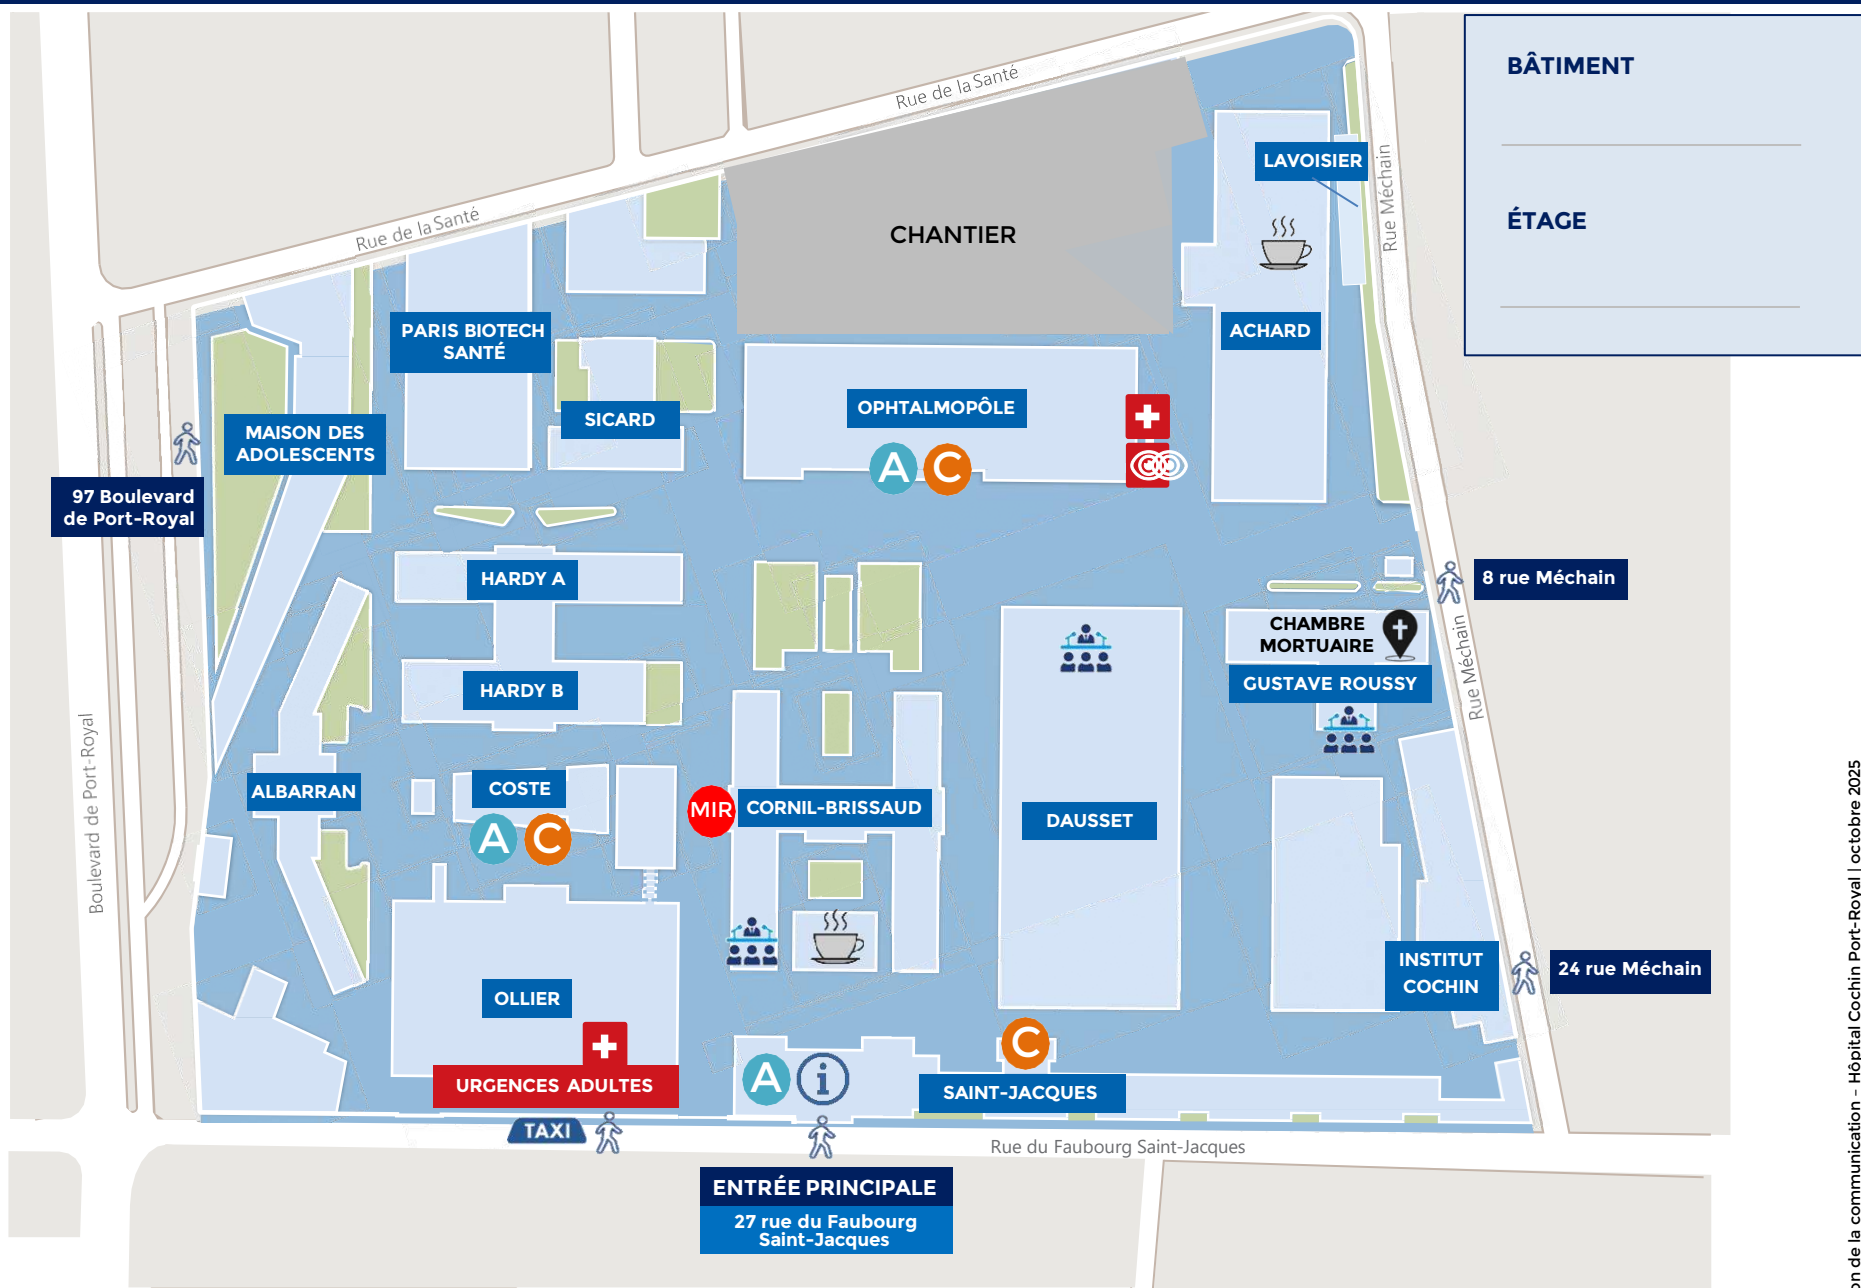 BÂTIMENT
ÉTAGE
Rue de la Santé
Rue de la Santé
CHANTIER
LAVOISIER
Rue Méchain
ACHARD
PARIS BIOTECH
SANTÉ
SICARD
OPHTALMOPÔLE
A C
MAISON DES
ADOLESCENTS
97 Boulevard
de Port-Royal
HARDY A
HARDY B
8 rue Méchain
CHAMBRE
MORTUAIRE
GUSTAVE ROUSSY
Rue Méchain
Boulevard de Port-Royal
ALBARRAN
COSTE
A C
MIR
CORNIL-BRISSAUD
DAUSSET
INSTITUT
COCHIN
24 rue Méchain
OLLIER
URGENCES ADULTES
A i
C
SAINT-JACQUES
TAXI
Rue du Faubourg Saint-Jacques
ENTRÉE PRINCIPALE
27 rue du Faubourg
Saint-Jacques
de la communication - Hôpital Cochin Port-Royal | octobre 2025